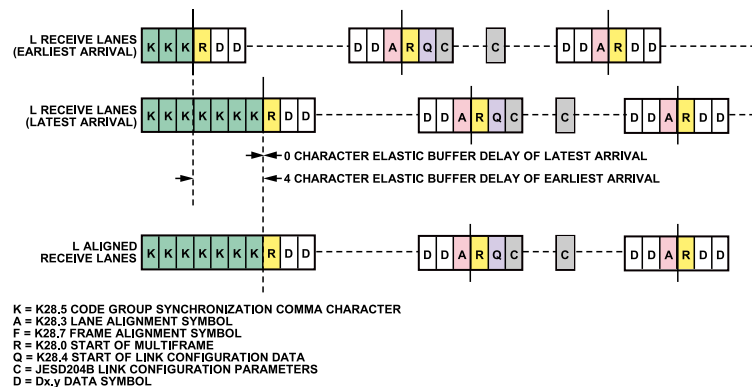 L RECEIVE LANES
(EARLIEST ARRIVAL)
K K K R D D
D D A R Q C
C
D D A R D D
L RECEIVE LANES
(LATEST ARRIVAL)
K K K K K K K R D D
D D A R Q C
C
D D A R D D
0 CHARACTER ELASTIC BUFFER DELAY OF LATEST ARRIVAL
4 CHARACTER ELASTIC BUFFER DELAY OF EARLIEST ARRIVAL
L ALIGNED
RECEIVE LANES
K K K K K K K R D D
D D A R Q C
C
D D A R D D
K = K28.5 CODE GROUP SYNCHRONIZATION COMMA CHARACTER
A = K28.3 LANE ALIGNMENT SYMBOL
F = K28.7 FRAME ALIGNMENT SYMBOL
R = K28.0 START OF MULTIFRAME
Q = K28.4 START OF LINK CONFIGURATION DATA
C = JESD204B LINK CONFIGURATION PARAMETERS
D = Dx.y DATA SYMBOL